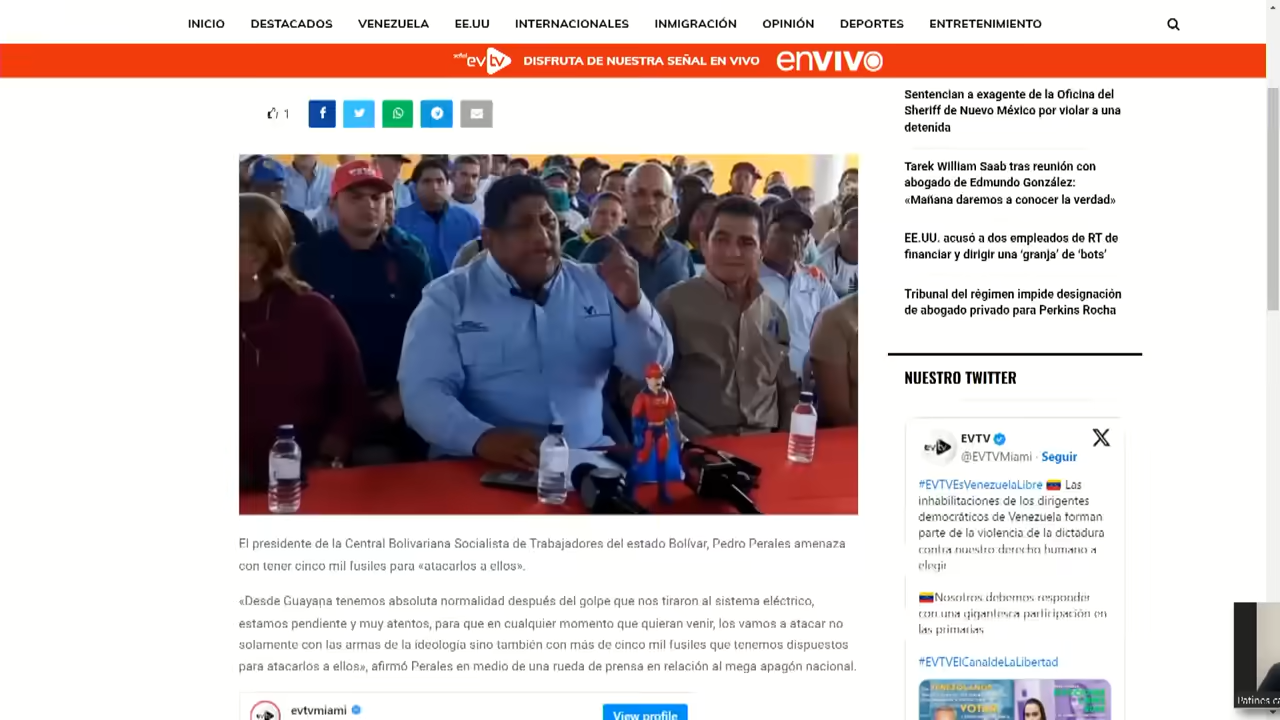 INICIO DESTACADOS VENEZUELA EE.UU INTERNACIONALES INMIGRACIÓN OPINIÓN DEPORTES ENTRETENIMIENTO
señal evtv DISFRUTA DE NUESTRA SEÑAL EN VIVO enVIVO
1
Sentencian a exagente de la Oficina del
Sheriff de Nuevo México por violar a una
detenida
Tarek William Saab tras reunión con
abogado de Edmundo González:
«Mañana daremos a conocer la verdad»
EE.UU. acusó a dos empleados de RT de
financiar y dirigir una ‘granja’ de ‘bots’
Tribunal del régimen impide designación
de abogado privado para Perkins Rocha
NUESTRO TWITTER
EVTV
@EVTVMiami · Seguir
#EVTVEsVenezuelaLibre 🇻🇪 Las
inhabilitaciones de los dirigentes
democráticos de Venezuela forman
parte de la violencia de la dictadura
contra nuestro derecho humano a
elegir
🇻🇪Nosotros debemos responder
con una gigantesca participación en
las primarias
#EVTVElCanalDeLaLibertad
El presidente de la Central Bolivariana Socialista de Trabajadores del estado Bolívar, Pedro Perales amenaza
con tener cinco mil fusiles para «atacarlos a ellos».
«Desde Guayana tenemos absoluta normalidad después del golpe que nos tiraron al sistema eléctrico,
estamos pendiente y muy atentos, para que en cualquier momento que quieran venir, los vamos a atacar no
solamente con las armas de la ideología sino también con más de cinco mil fusiles que tenemos dispuestos
para atacarlos a ellos», afirmó Perales en medio de una rueda de prensa en relación al mega apagón nacional.
evtvmiami
View profile